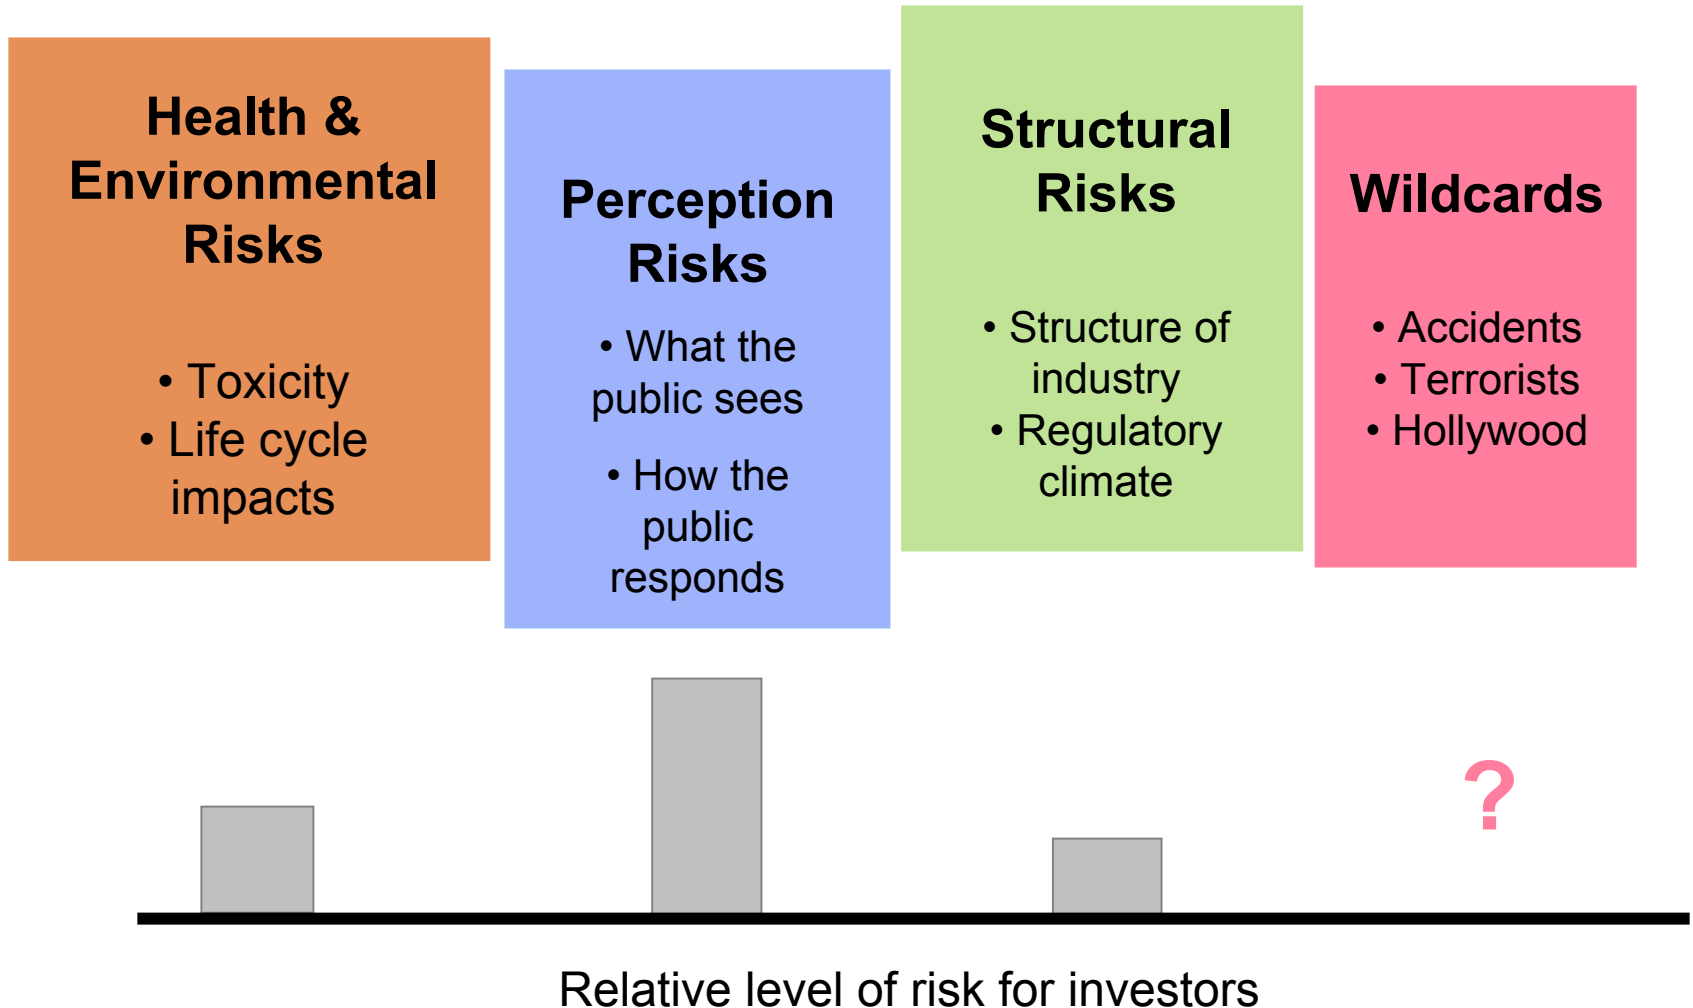 Health &
Environmental
Risks
• Toxicity
• Life cycle
impacts
Perception
Risks
• What the
public sees
• How the
public
responds
Structural
Risks
• Structure of
industry
• Regulatory
climate
Wildcards
• Accidents
• Terrorists
• Hollywood
?
Relative level of risk for investors